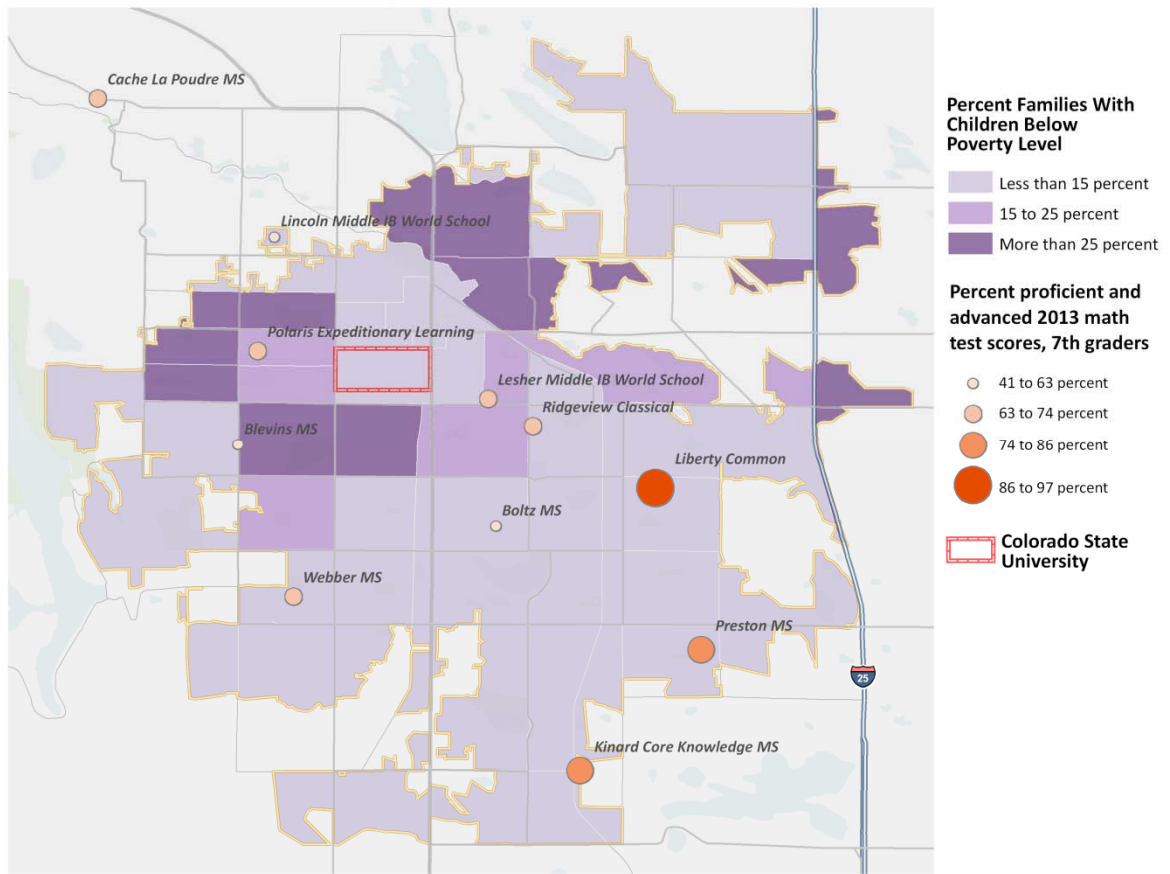 Cache La Poudre MS
Lincoln Middle IB World School
Polaris Expeditionary Learning
Lesher Middle IB World School
Ridgeview Classical
Blevins MS
Liberty Common
Boltz MS
Webber MS
Preston MS
25
Kinard Core Knowledge MS
Percent Families With
Children Below
Poverty Level
Less than 15 percent
15 to 25 percent
More than 25 percent
Percent proficient and
advanced 2013 math
test scores, 7th graders
41 to 63 percent
63 to 74 percent
74 to 86 percent
86 to 97 percent
Colorado State
University